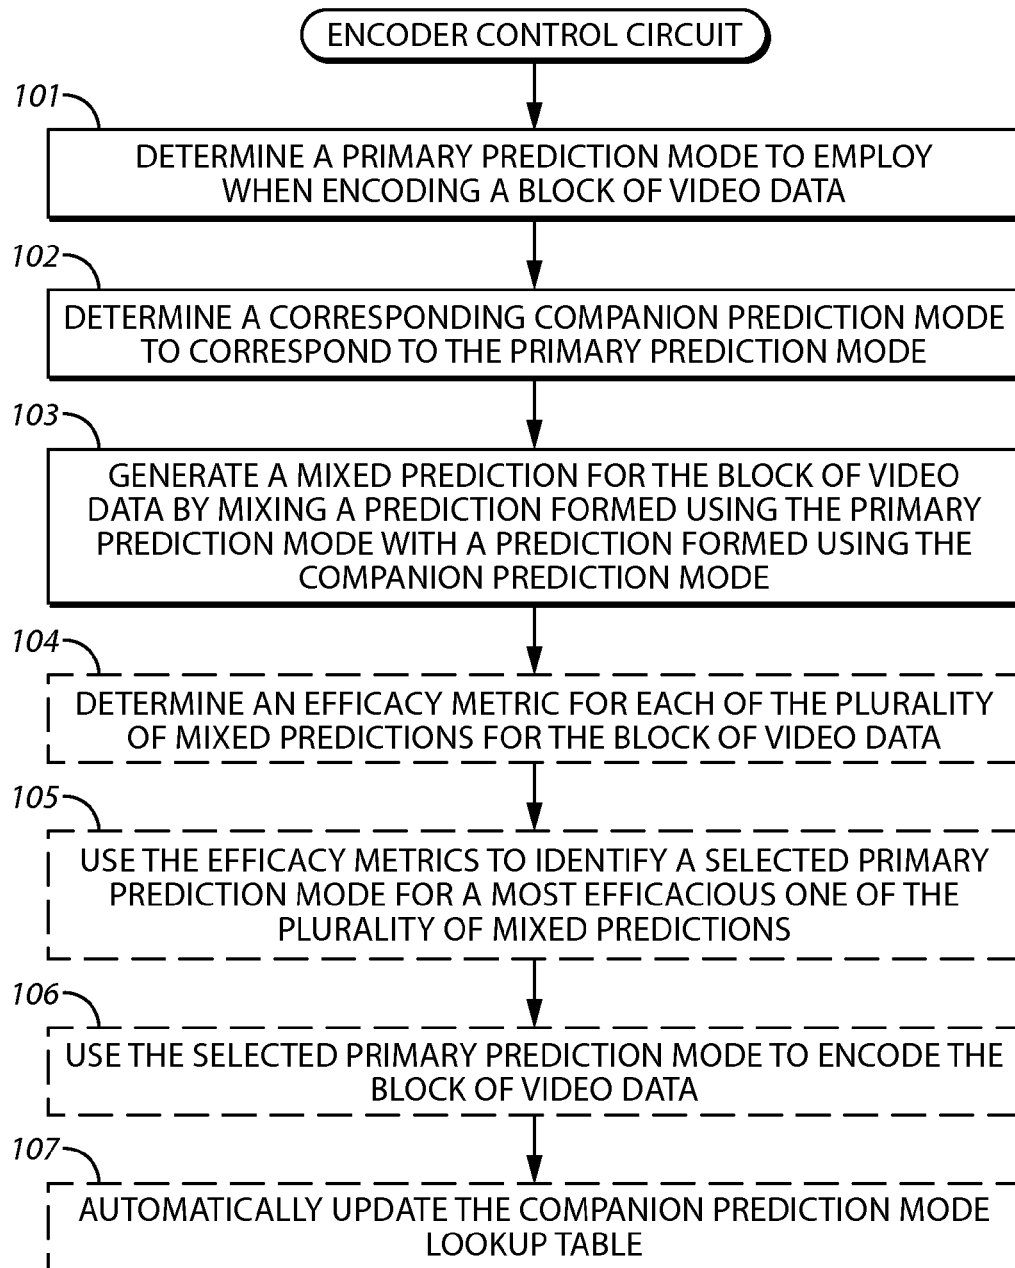 ENCODER CONTROL CIRCUIT
101
DETERMINE A PRIMARY PREDICTION MODE TO EMPLOY
WHEN ENCODING A BLOCK OF VIDEO DATA
102
DETERMINE A CORRESPONDING COMPANION PREDICTION MODE
TO CORRESPOND TO THE PRIMARY PREDICTION MODE
103
GENERATE A MIXED PREDICTION FOR THE BLOCK OF VIDEO
DATA BY MIXING A PREDICTION FORMED USING THE PRIMARY
PREDICTION MODE WITH A PREDICTION FORMED USING THE
COMPANION PREDICTION MODE
104
DETERMINE AN EFFICACY METRIC FOR EACH OF THE PLURALITY
OF MIXED PREDICTIONS FOR THE BLOCK OF VIDEO DATA
105
USE THE EFFICACY METRICS TO IDENTIFY A SELECTED PRIMARY
PREDICTION MODE FOR A MOST EFFICACIOUS ONE OF THE
PLURALITY OF MIXED PREDICTIONS
106
USE THE SELECTED PRIMARY PREDICTION MODE TO ENCODE THE
BLOCK OF VIDEO DATA
107
AUTOMATICALLY UPDATE THE COMPANION PREDICTION MODE
LOOKUP TABLE